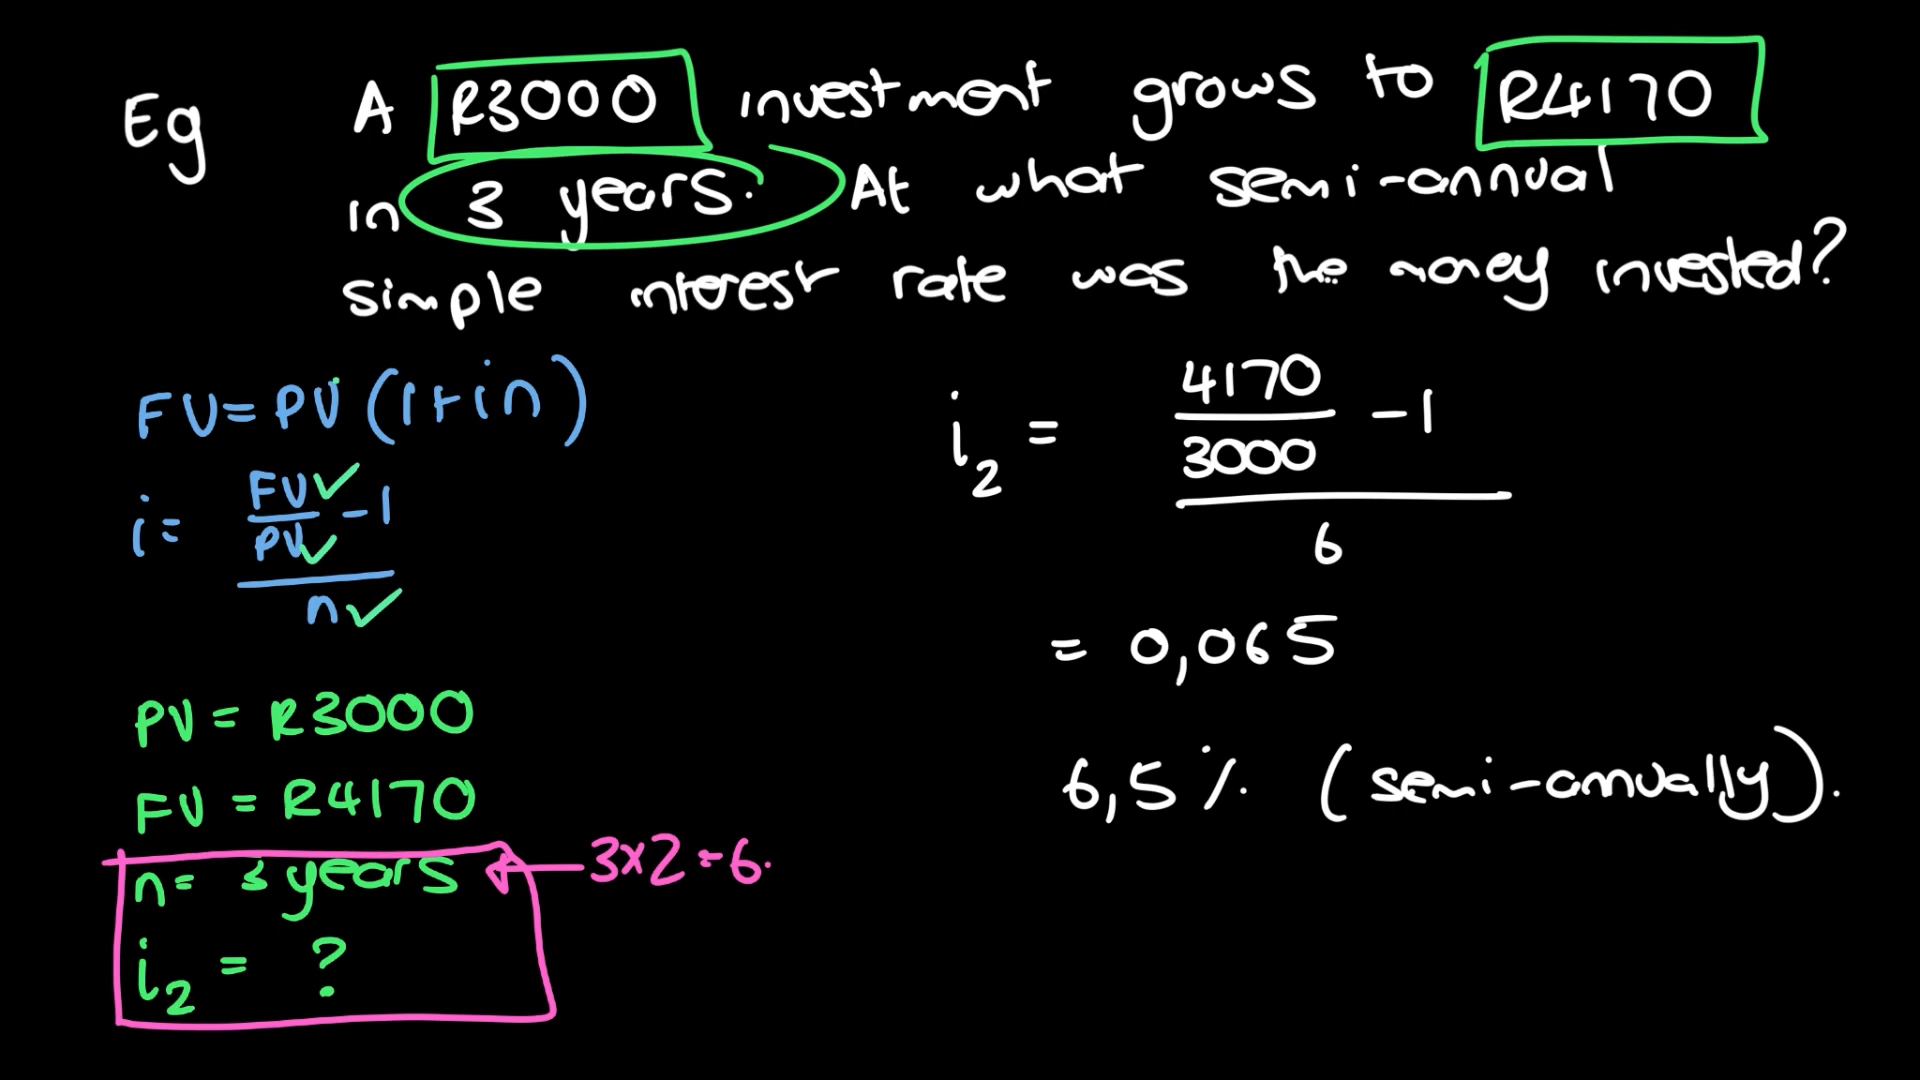 Eg A R3000 investment grows to R4170
in 3 years. At what semi-annual
simple interest rate was the money invested?
FV=PV(1+in)
i= FV/PV -1
n
PV = R3000
FV = R4170
n= 3 years ← 3x2=6.
i2 = ?
i2 = 4170/3000 -1
6
= 0,065
6,5% (semi-annually).